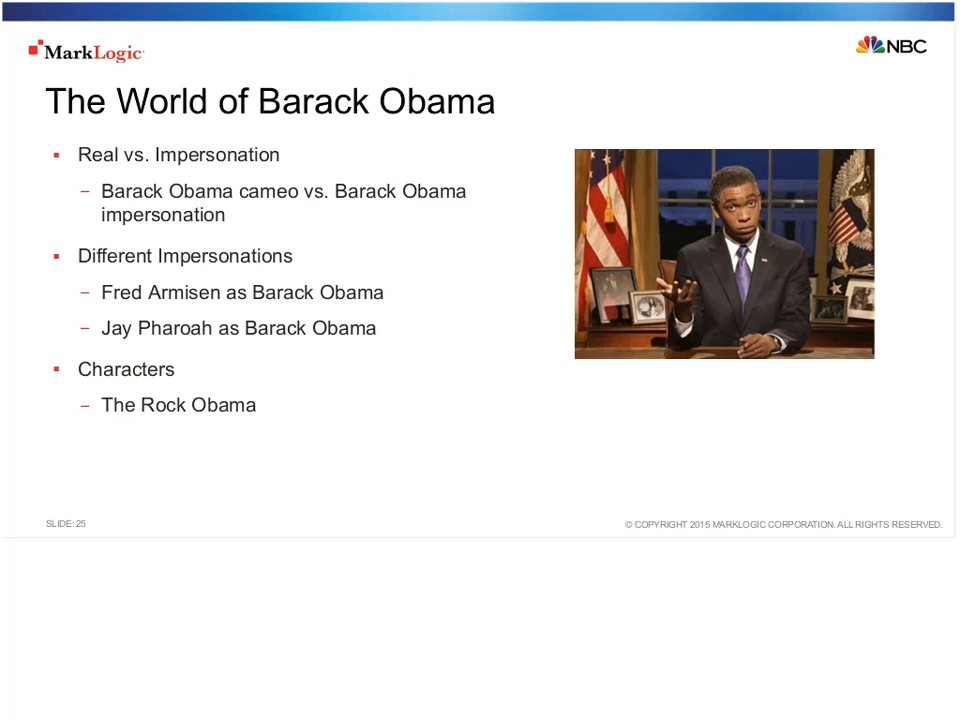 MarkLogic
NBC
The World of Barack Obama
Real vs. Impersonation
Barack Obama cameo vs. Barack Obama
impersonation
Different Impersonations
Fred Armisen as Barack Obama
Jay Pharoah as Barack Obama
Characters
The Rock Obama
SLIDE: 25
© COPYRIGHT 2015 MARKLOGIC CORPORATION. ALL RIGHTS RESERVED.